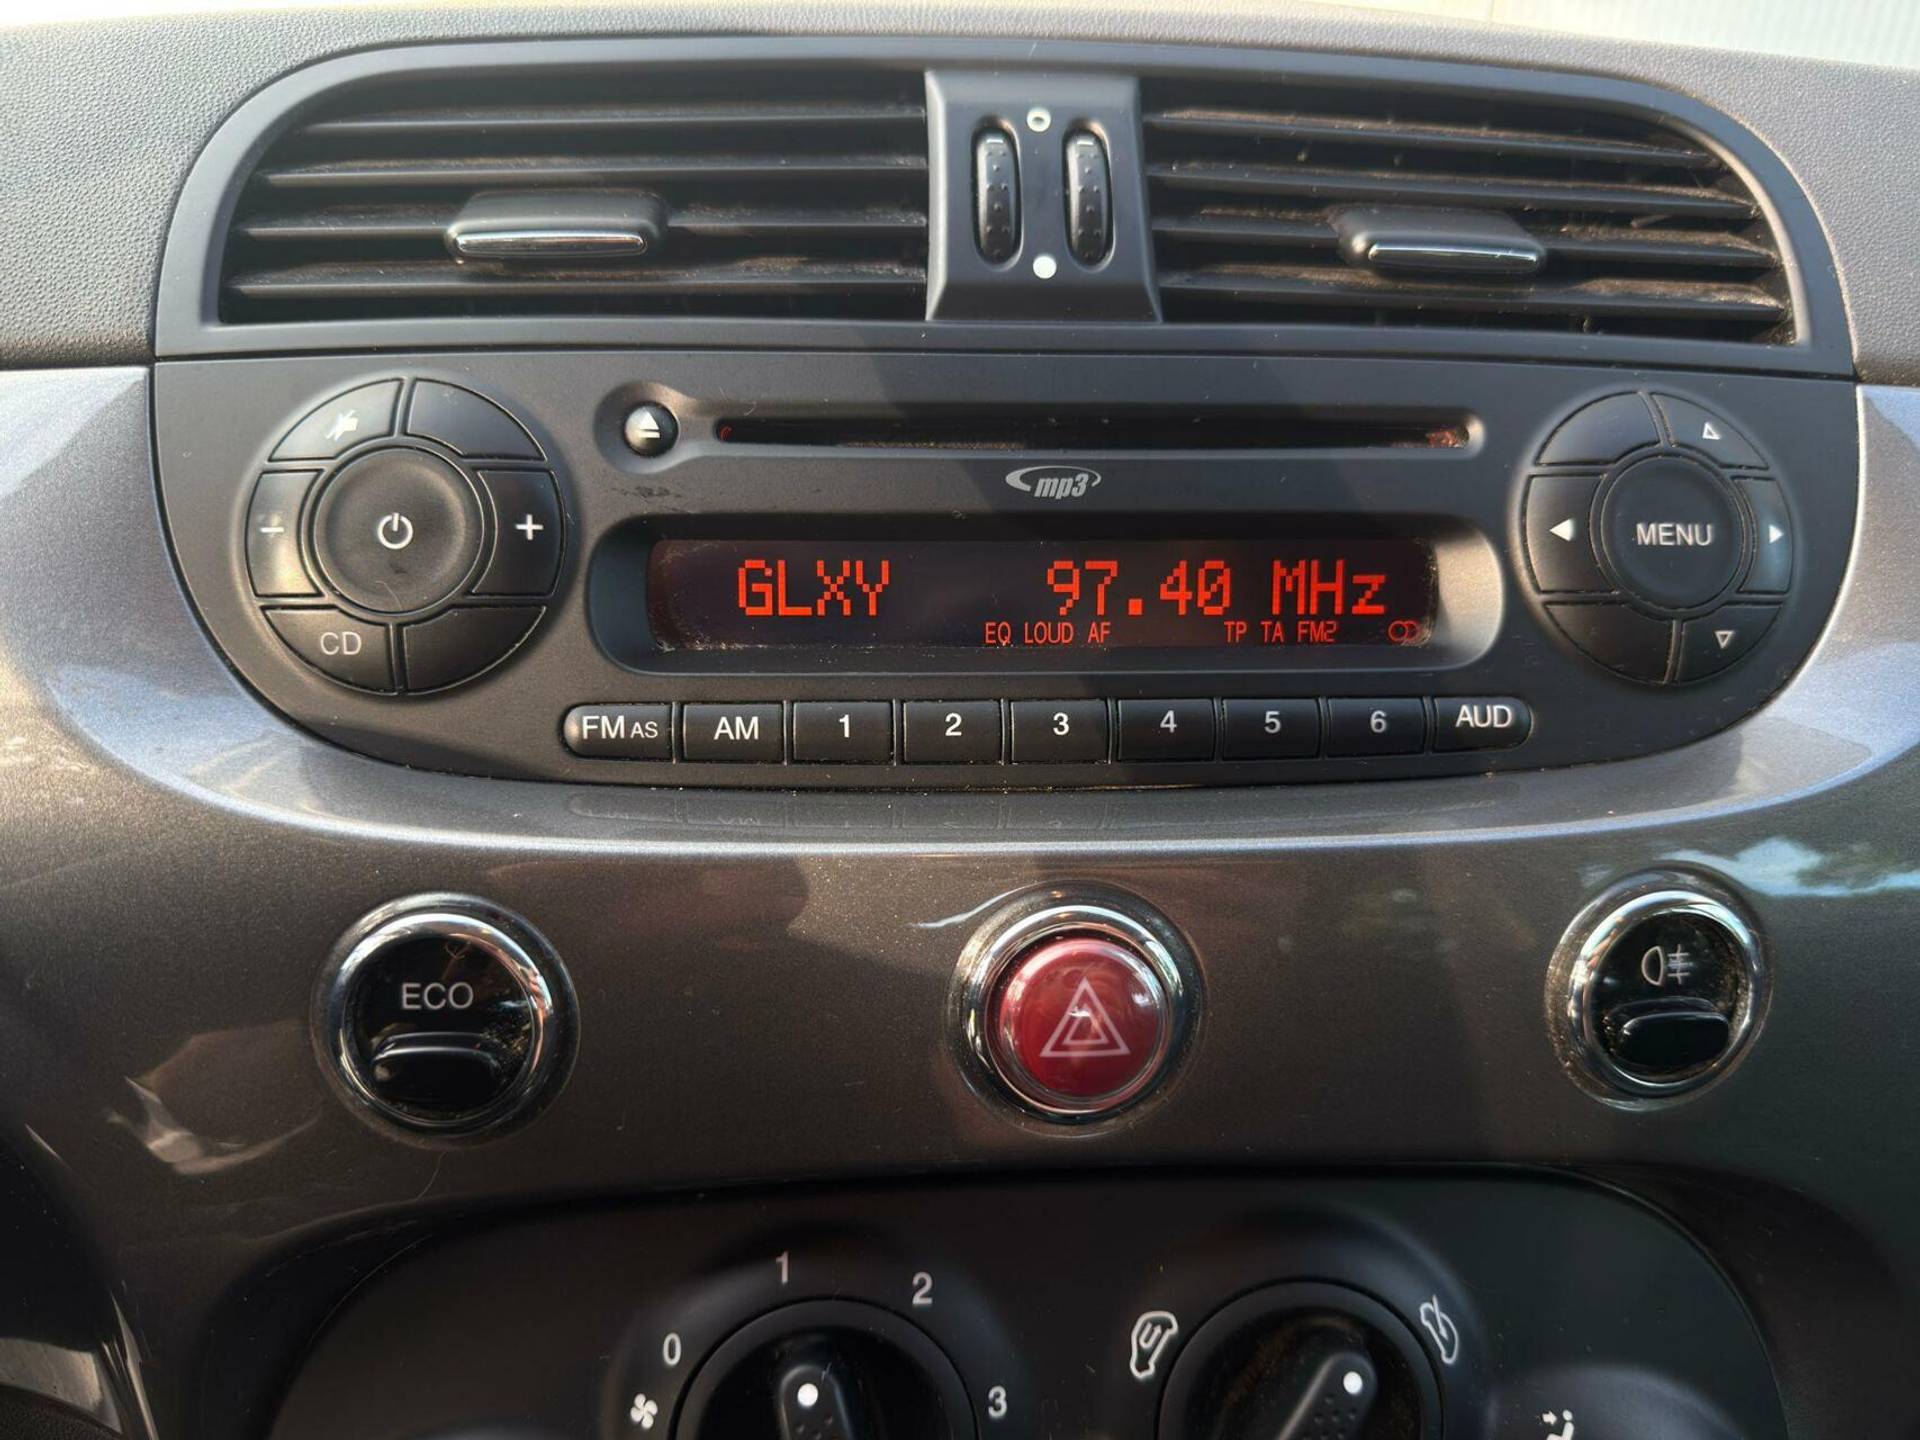 mp3
GLXY 97.40 MHz
EQ LOUD AF TP TA FM2
MENU
CD
FM AS AM 1 2 3 4 5 6 AUD
ECO
0 1 2 3